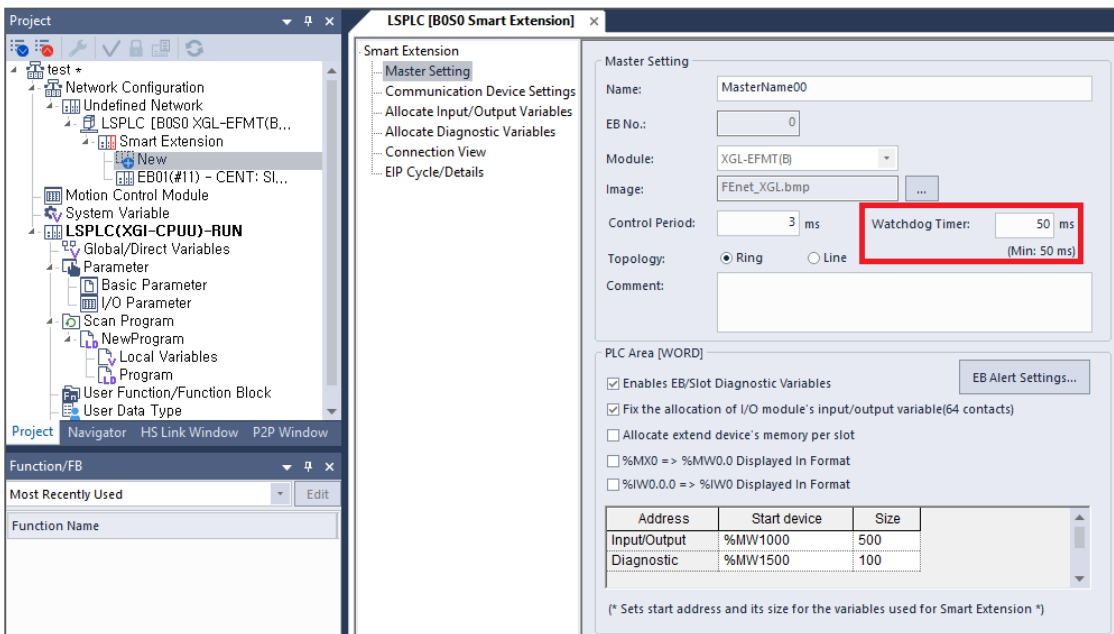 Project
test *
Network Configuration
Undefined Network
LSPLC [B0S0 XGL-EFMT(B...
Smart Extension
New
EB01(#11) - CENT: SI...
Motion Control Module
System Variable
LSPLC(XGI-CPUU)-RUN
Global/Direct Variables
Parameter
Basic Parameter
I/O Parameter
Scan Program
NewProgram
Local Variables
Program
User Function/Function Block
User Data Type
Project Navigator HS Link Window P2P Window
Function/FB
Most Recently Used Edit
Function Name
LSPLC [B0S0 Smart Extension]
Smart Extension
Master Setting
Communication Device Settings
Allocate Input/Output Variables
Allocate Diagnostic Variables
Connection View
EIP Cycle/Details
Master Setting
Name: MasterName00
EB No.: 0
Module: XGL-EFMT(B)
Image: FEnet_XGL.bmp ...
Control Period: 3 ms Watchdog Timer: 50 ms
(Min: 50 ms)
Topology: Ring Line
Comment:
PLC Area [WORD]
Enables EB/Slot Diagnostic Variables EB Alert Settings...
Fix the allocation of I/O module's input/output variable(64 contacts)
Allocate extend device's memory per slot
%MX0 => %MW0.0 Displayed In Format
%IW0.0.0 => %IW0 Displayed In Format
Address Start device Size
Input/Output %MW1000 500
Diagnostic %MW1500 100
(* Sets start address and its size for the variables used for Smart Extension *)